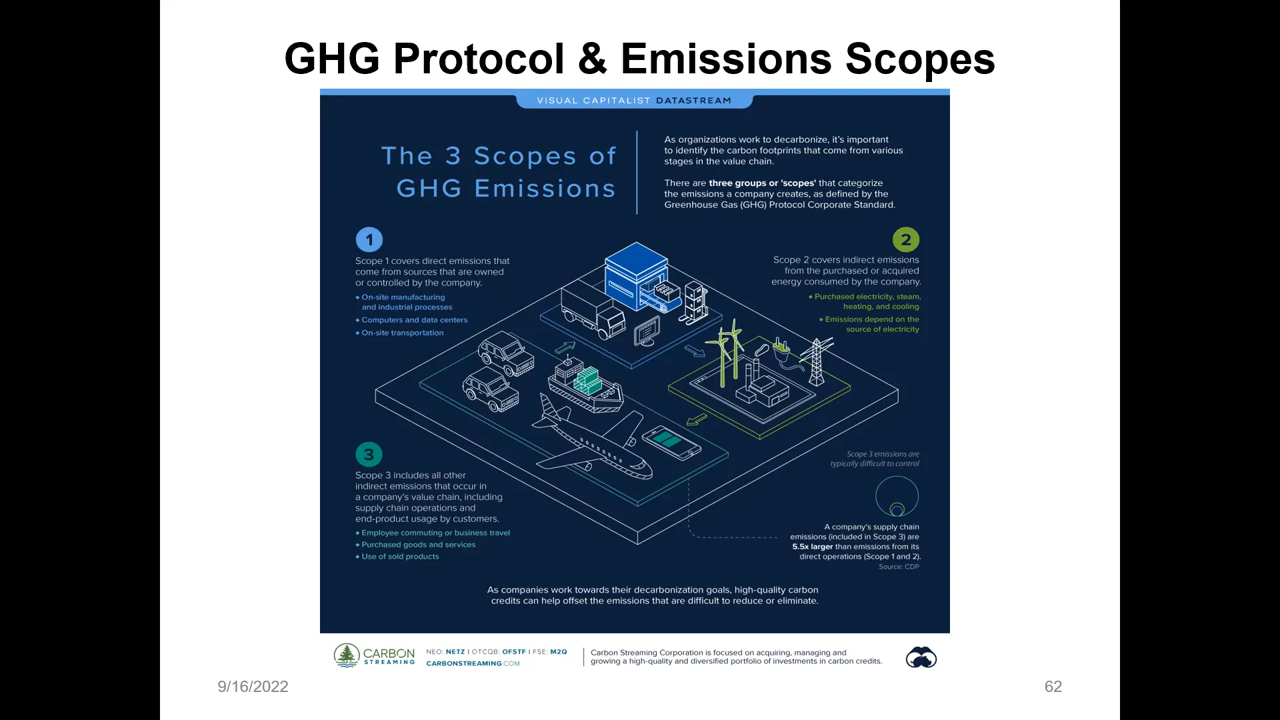 GHG Protocol & Emissions Scopes
VISUAL CAPITALIST DATASTREAM
The 3 Scopes of
GHG Emissions
As organizations work to decarbonize, it's important
to identify the carbon footprints that come from various
stages in the value chain.
There are three groups or 'scopes' that categorize
the emissions a company creates, as defined by the
Greenhouse Gas (GHG) Protocol Corporate Standard.
1
Scope 1 covers direct emissions that
come from sources that are owned
or controlled by the company.
On-site manufacturing
and industrial processes
Computers and data centers
On-site transportation
2
Scope 2 covers indirect emissions
from the purchased or acquired
energy consumed by the company.
Purchased electricity, steam,
heating, and cooling
Emissions depend on the
source of electricity
3
Scope 3 includes all other
indirect emissions that occur in
a company's value chain, including
supply chain operations and
end-product usage by customers.
Employee commuting or business travel
Purchased goods and services
Use of sold products
Scope 3 emissions are
typically difficult to control
A company's supply chain
emissions (included in Scope 3) are
5.5x larger than emissions from its
direct operations (Scope 1 and 2).
Source: CDP
As companies work towards their decarbonization goals, high-quality carbon
credits can help offset the emissions that are difficult to reduce or eliminate.
CARBON
STREAMING
NEO: NETZ | OTCQB: OFSTF | FSE: M2Q
CARBONSTREAMING.COM
Carbon Streaming Corporation is focused on acquiring, managing and
growing a high-quality and diversified portfolio of investments in carbon credits.
9/16/2022
62